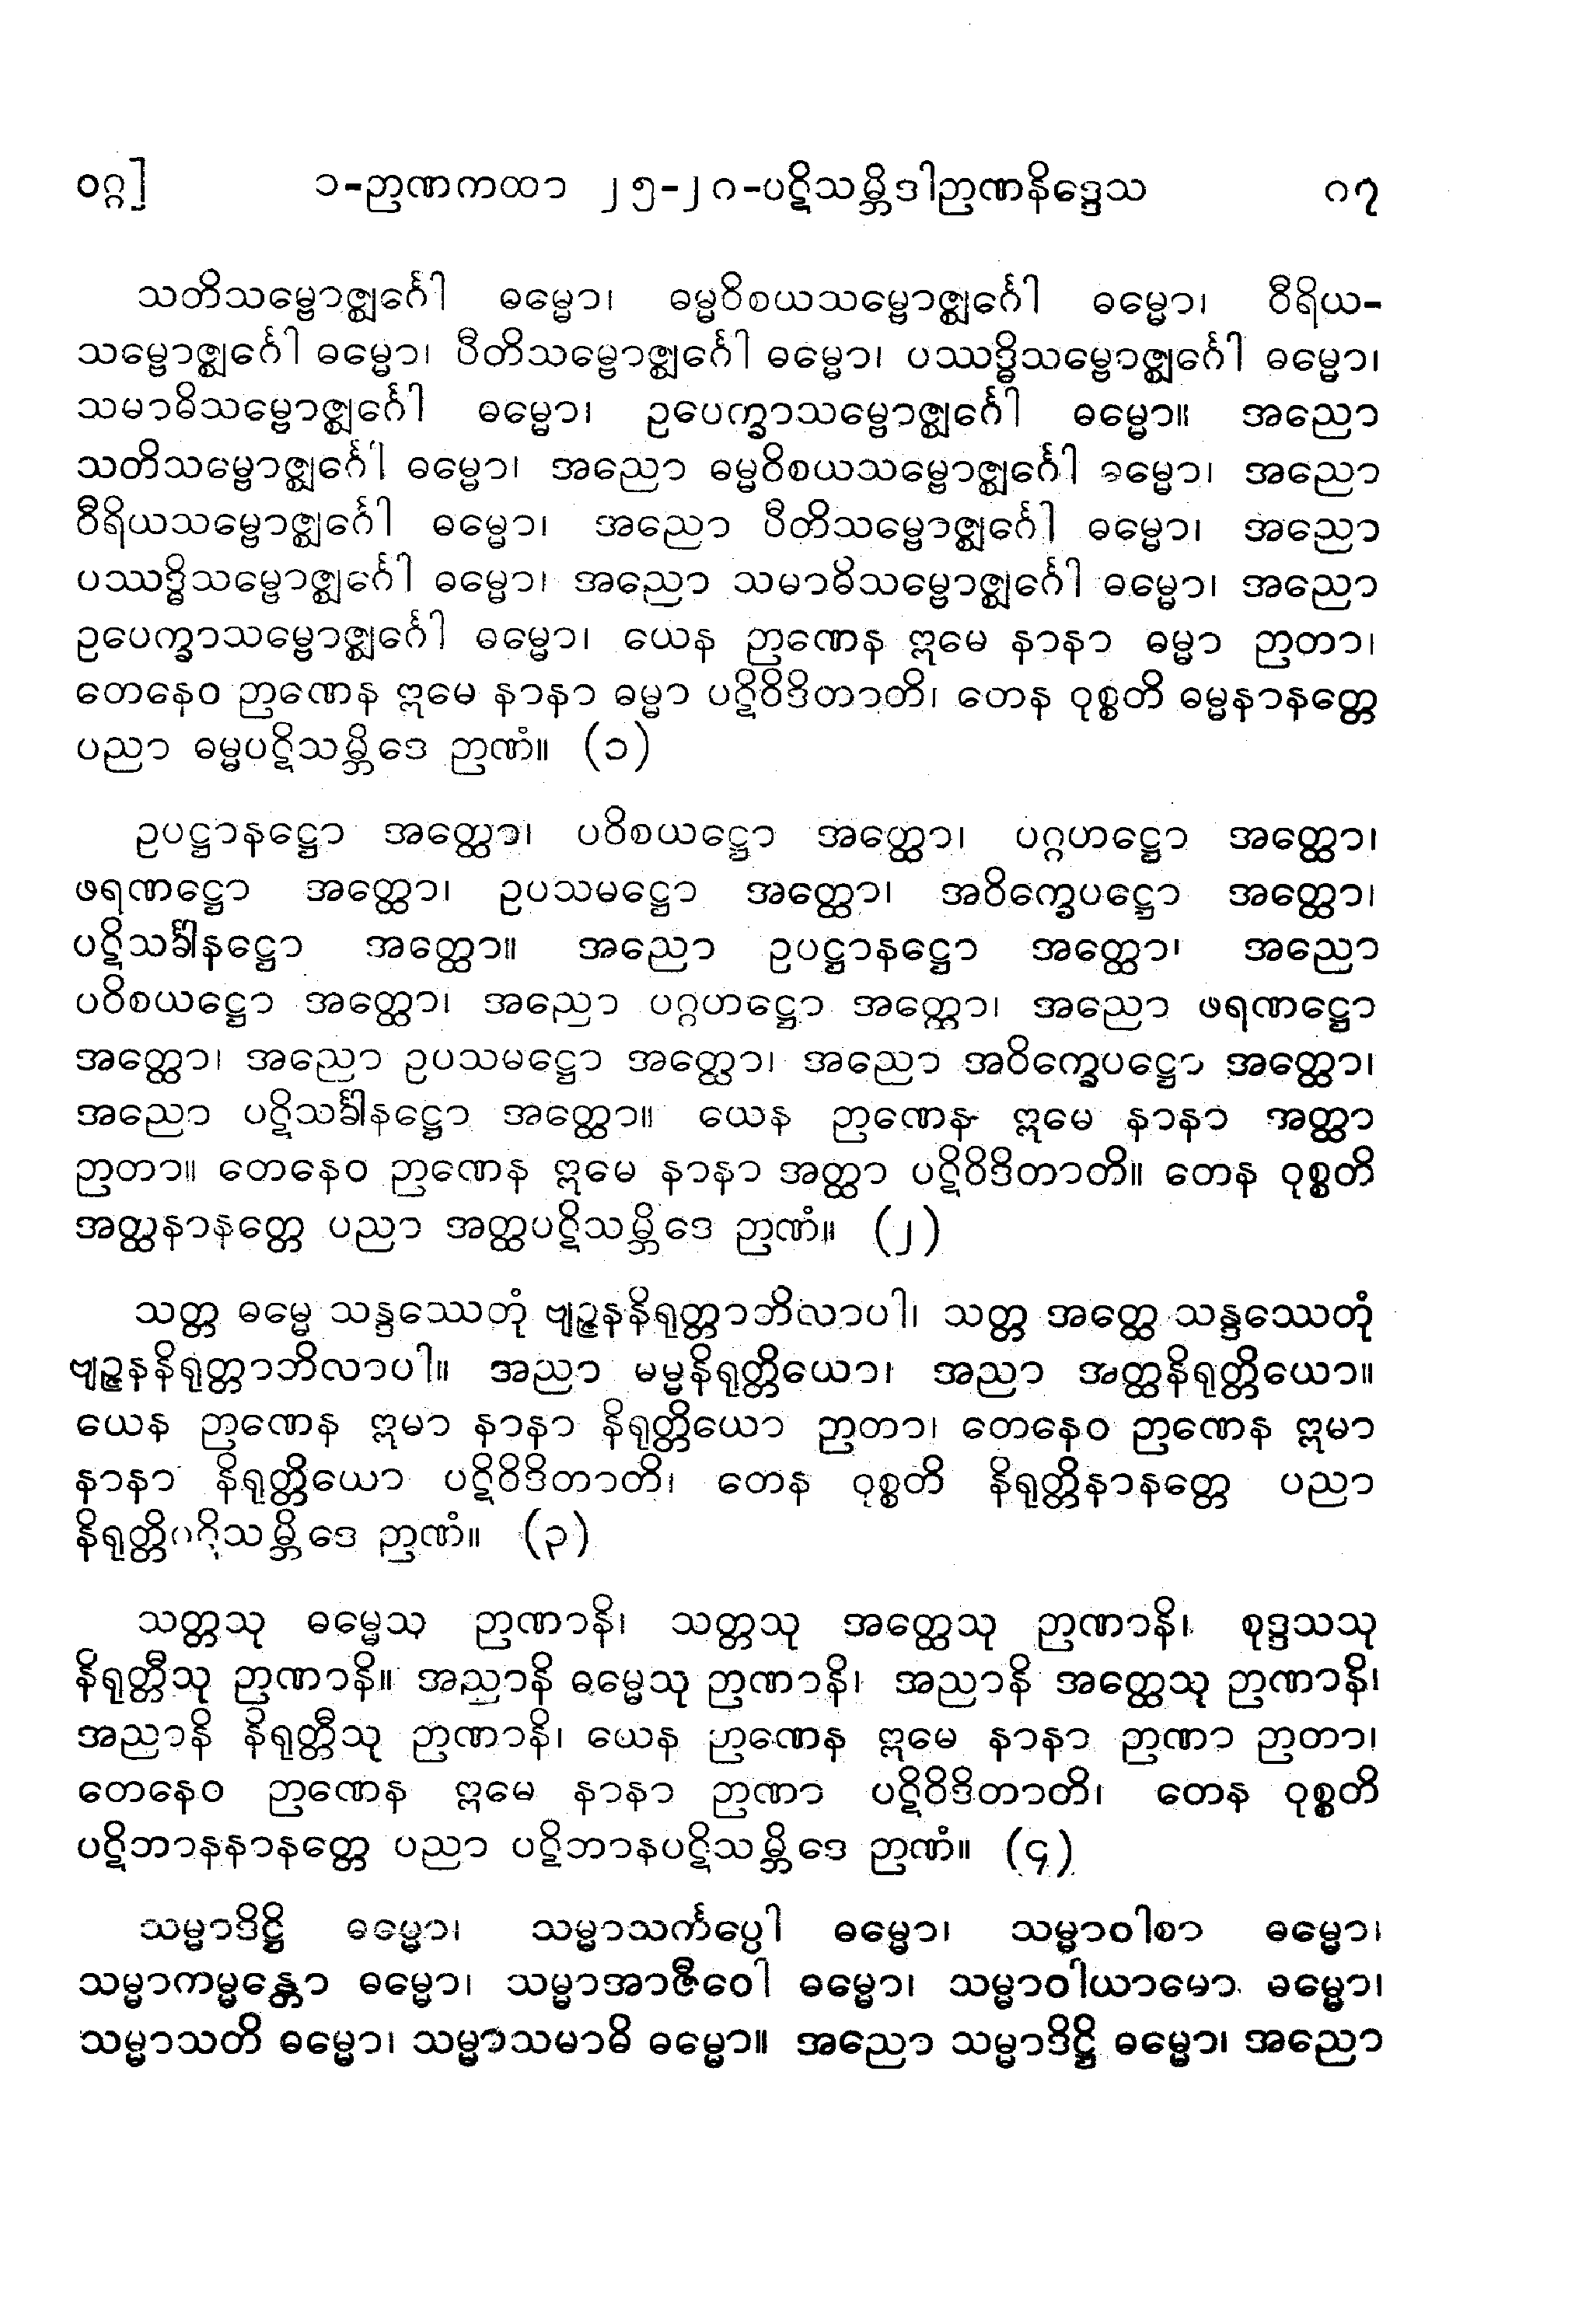 ဝဂ္ဂ] ၁-ဉာဏကထာ ၂၅-၂၈-ပဋိသမ္ဘိဒါဉာဏနိဒ္ဒေသ ၈၇
သတိသမ္ဗောဇ္ဈင်္ဂေါ ဓမ္မော၊ ဓမ္မဝိစယသမ္ဗောဇ္ဈင်္ဂေါ ဓမ္မော၊ ဝီရိယ-
သမ္ဗောဇ္ဈင်္ဂေါ ဓမ္မော၊ ပီတိသမ္ဗောဇ္ဈင်္ဂေါ ဓမ္မော၊ ပဿဒ္ဓိသမ္ဗောဇ္ဈင်္ဂေါ ဓမ္မော၊
သမာဓိသမ္ဗောဇ္ဈင်္ဂေါ ဓမ္မော၊ ဥပေက္ခာသမ္ဗောဇ္ဈင်္ဂေါ ဓမ္မော။ အညော
သတိသမ္ဗောဇ္ဈင်္ဂေါ ဓမ္မော၊ အညော ဓမ္မဝိစယသမ္ဗောဇ္ဈင်္ဂေါ ဓမ္မော၊ အညော
ဝီရိယသမ္ဗောဇ္ဈင်္ဂေါ ဓမ္မော၊ အညော ပီတိသမ္ဗောဇ္ဈင်္ဂေါ ဓမ္မော၊ အညော
ပဿဒ္ဓိသမ္ဗောဇ္ဈင်္ဂေါ ဓမ္မော၊ အညော သမာဓိသမ္ဗောဇ္ဈင်္ဂေါ ဓမ္မော၊ အညော
ဥပေက္ခာသမ္ဗောဇ္ဈင်္ဂေါ ဓမ္မော၊ ယေန ဉာဏေန ဣမေ နာနာ ဓမ္မာ ဉာတာ၊
တေနေဝ ဉာဏေန ဣမေ နာနာ ဓမ္မာ ပဋိဝိဒိတာတိ၊ တေန ဝုစ္စတိ ဓမ္မနာနတ္တေ
ပညာ ဓမ္မပဋိသမ္ဘိဒေ ဉာဏံ။ (၁)
ဥပဋ္ဌာနဋ္ဌော အတ္ထော၊ ပဝိစယဋ္ဌော အတ္ထော၊ ပဂ္ဂဟဋ္ဌော အတ္ထော၊
ဖရဏဋ္ဌော အတ္ထော၊ ဥပသမဋ္ဌော အတ္ထော၊ အဝိက္ခေပဋ္ဌော အတ္ထော၊
ပဋိသင်္ခါနဋ္ဌော အတ္ထော။ အညော ဥပဋ္ဌာနဋ္ဌော အတ္ထော၊ အညော
ပဝိစယဋ္ဌော အတ္ထော၊ အညော ပဂ္ဂဟဋ္ဌော အတ္ထော၊ အညော ဖရဏဋ္ဌော
အတ္ထော၊ အညော ဥပသမဋ္ဌော အတ္ထော၊ အညော အဝိက္ခေပဋ္ဌော အတ္ထော၊
အညော ပဋိသင်္ခါနဋ္ဌော အတ္ထော။ ယေန ဉာဏေန ဣမေ နာနာ အတ္ထာ
ဉာတာ။ တေနေဝ ဉာဏေန ဣမေ နာနာ အတ္ထာ ပဋိဝိဒိတာတိ။ တေန ဝုစ္စတိ
အတ္ထနာနတ္တေ ပညာ အတ္ထပဋိသမ္ဘိဒေ ဉာဏံ။ (၂)
သတ္တ ဓမ္မေ သန္ဒဿေတုံ ဗျဉ္ဇနနိရုတ္တာဘိလာပါ၊ သတ္တ အတ္ထေ သန္ဒဿေတုံ
ဗျဉ္ဇနနိရုတ္တာဘိလာပါ။ အညာ ဓမ္မနိရုတ္တိယော၊ အညာ အတ္ထနိရုတ္တိယော။
ယေန ဉာဏေန ဣမာ နာနာ နိရုတ္တိယော ဉာတာ၊ တေနေဝ ဉာဏေန ဣမာ
နာနာ နိရုတ္တိယော ပဋိဝိဒိတာတိ၊ တေန ဝုစ္စတိ နိရုတ္တိနာနတ္တေ ပညာ
နိရုတ္တိပဋိသမ္ဘိဒေ ဉာဏံ။ (၃)
သတ္တသု ဓမ္မေသု ဉာဏာနိ၊ သတ္တသု အတ္ထေသု ဉာဏာနိ၊ စုဒ္ဒသသု
နိရုတ္တီသု ဉာဏာနိ။ အညာနိ ဓမ္မေသု ဉာဏာနိ၊ အညာနိ အတ္ထေသု ဉာဏာနိ၊
အညာနိ နိရုတ္တီသု ဉာဏာနိ၊ ယေန ဉာဏေန ဣမေ နာနာ ဉာဏာ ဉာတာ၊
တေနေဝ ဉာဏေန ဣမေ နာနာ ဉာဏာ ပဋိဝိဒိတာတိ၊ တေန ဝုစ္စတိ
ပဋိဘာနနာနတ္တေ ပညာ ပဋိဘာနပဋိသမ္ဘိဒေ ဉာဏံ။ (၄)
သမ္မာဒိဋ္ဌိ ဓမ္မော၊ သမ္မာသင်္ကပ္ပေါ ဓမ္မော၊ သမ္မာဝါစာ ဓမ္မော၊
သမ္မာကမ္မန္တော ဓမ္မော၊ သမ္မာအာဇီဝေါ ဓမ္မော၊ သမ္မာဝါယာမော ဓမ္မော၊
သမ္မာသတိ ဓမ္မော၊ သမ္မာသမာဓိ ဓမ္မော။ အညော သမ္မာဒိဋ္ဌိ ဓမ္မော၊ အညော